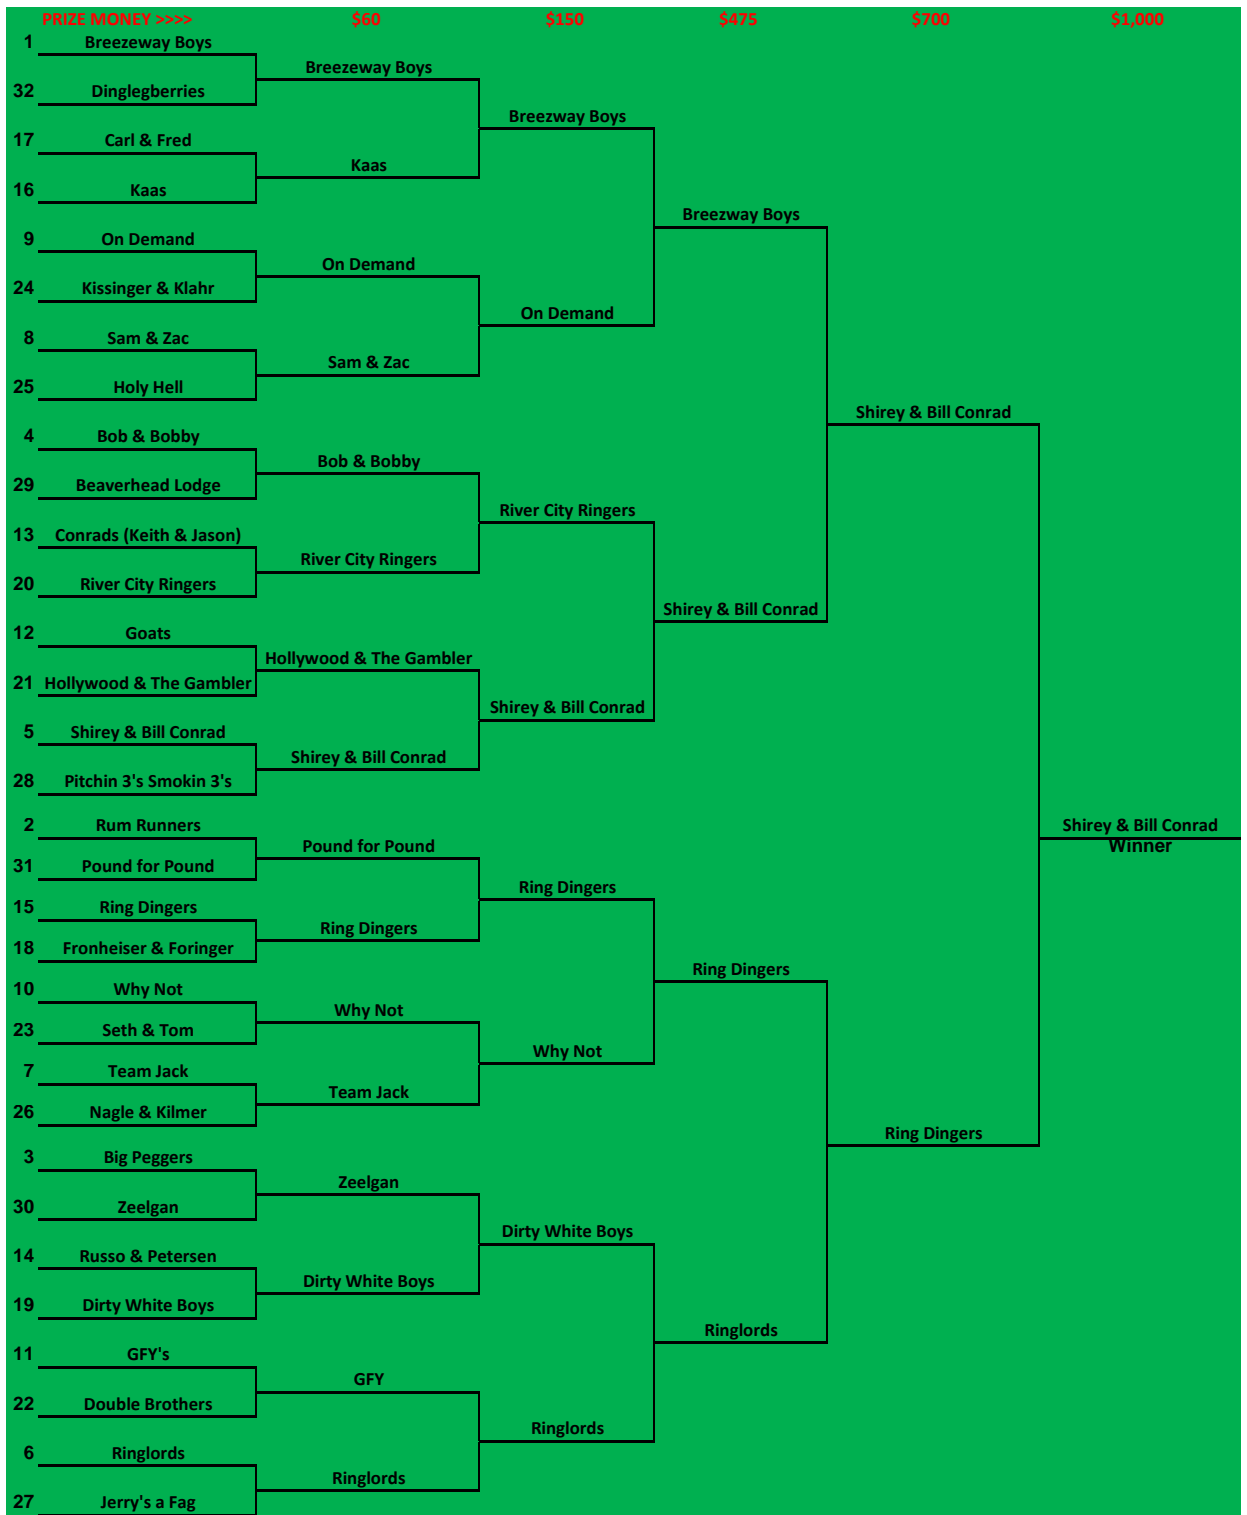 PRIZE MONEY >>>> $60 $150 $475 $700 $1,000
1 Breezeway Boys
Breezeway Boys
32 Dinglegberries
Breezway Boys
17 Carl & Fred
Kaas
16 Kaas
Breezway Boys
9 On Demand
On Demand
24 Kissinger & Klahr
On Demand
8 Sam & Zac
Sam & Zac
25 Holy Hell
Shirey & Bill Conrad
4 Bob & Bobby
Bob & Bobby
29 Beaverhead Lodge
River City Ringers
13 Conrads (Keith & Jason)
River City Ringers
20 River City Ringers
Shirey & Bill Conrad
12 Goats
Hollywood & The Gambler
21 Hollywood & The Gambler
Shirey & Bill Conrad
5 Shirey & Bill Conrad
Shirey & Bill Conrad
28 Pitchin 3's Smokin 3's
2 Rum Runners
Shirey & Bill Conrad
Winner
Pound for Pound
31 Pound for Pound
Ring Dingers
15 Ring Dingers
Ring Dingers
18 Fronheiser & Foringer
Ring Dingers
10 Why Not
Why Not
23 Seth & Tom
Why Not
7 Team Jack
Team Jack
26 Nagle & Kilmer
Ring Dingers
3 Big Peggers
Zeelgan
30 Zeelgan
Dirty White Boys
14 Russo & Petersen
Dirty White Boys
19 Dirty White Boys
Ringlords
11 GFY's
GFY
22 Double Brothers
Ringlords
6 Ringlords
Ringlords
27 Jerry's a Fag